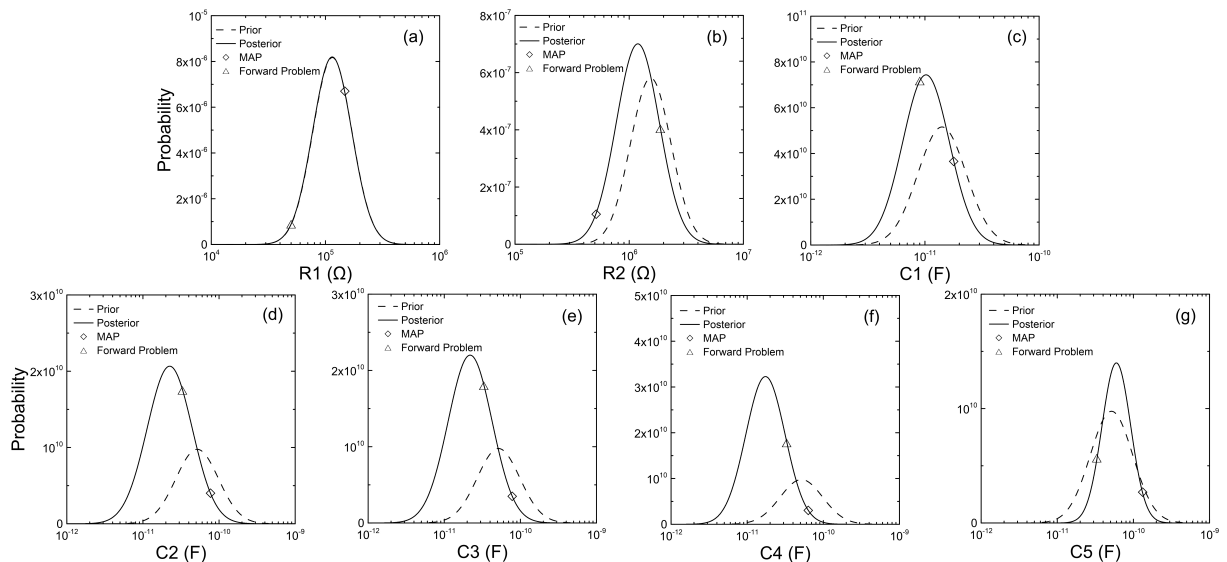 1x10⁻⁵
8x10⁻⁶
6x10⁻⁶
4x10⁻⁶
2x10⁻⁶
0
Probability
Prior
Posterior
MAP
Forward Problem
(a)
10⁴
10⁵
10⁶
R1 (Ω)
8x10⁻⁷
6x10⁻⁷
4x10⁻⁷
2x10⁻⁷
0
Prior
Posterior
MAP
Forward Problem
(b)
10⁵
10⁶
10⁷
R2 (Ω)
10¹¹
8x10¹⁰
6x10¹⁰
4x10¹⁰
2x10¹⁰
0
Prior
Posterior
MAP
Forward Problem
(c)
10⁻¹²
10⁻¹¹
10⁻¹⁰
C1 (F)
3x10¹⁰
2x10¹⁰
1x10¹⁰
0
Probability
Prior
Posterior
MAP
Forward Problem
(d)
10⁻¹²
10⁻¹¹
10⁻¹⁰
10⁻⁹
C2 (F)
3x10¹⁰
2x10¹⁰
1x10¹⁰
0
Prior
Posterior
MAP
Forward Problem
(e)
10⁻¹²
10⁻¹¹
10⁻¹⁰
10⁻⁹
C3 (F)
5x10¹⁰
4x10¹⁰
3x10¹⁰
2x10¹⁰
1x10¹⁰
0
Prior
Posterior
MAP
Forward Problem
(f)
10⁻¹²
10⁻¹¹
10⁻¹⁰
10⁻⁹
C4 (F)
2x10¹⁰
1x10¹⁰
0
Prior
Posterior
MAP
Forward Problem
(g)
10⁻¹²
10⁻¹¹
10⁻¹⁰
10⁻⁹
C5 (F)